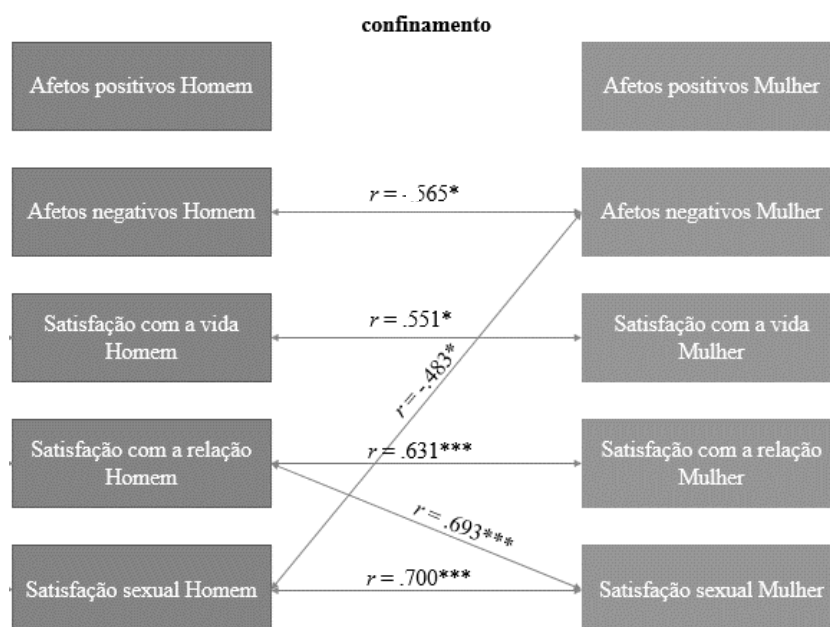 confinamento
Afetos positivos Homem
Afetos positivos Mulher
Afetos negativos Homem
r = -.565*
Afetos negativos Mulher
Satisfação com a vida
Homem
r = .551*
Satisfação com a vida
Mulher
r = -.483*
Satisfação com a relação
Homem
r = .631***
Satisfação com a relação
Mulher
r = .693***
Satisfação sexual Homem
r = .700***
Satisfação sexual Mulher